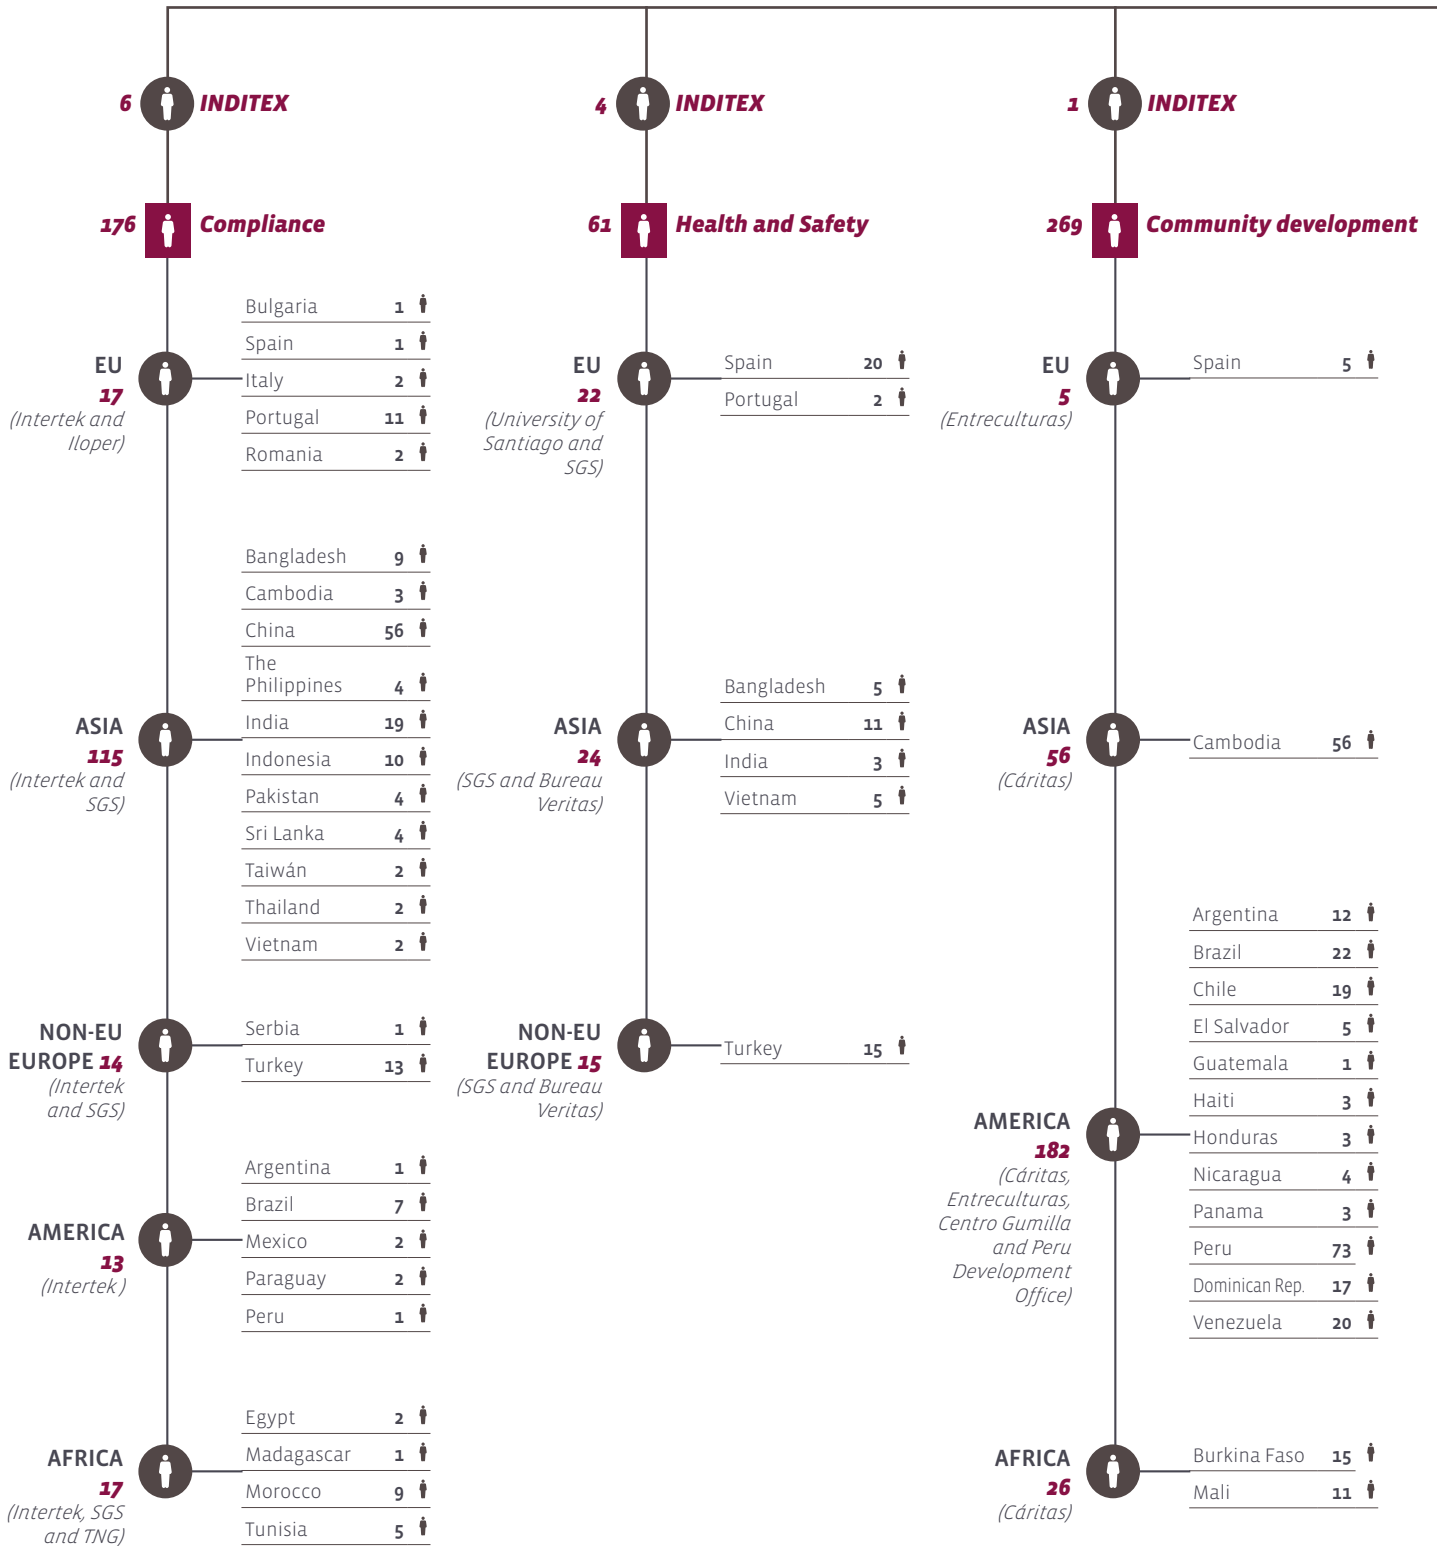 6 INDITEX
176 Compliance
EU
17
(Intertek and
Iloper)
Bulgaria 1
Spain 1
Italy 2
Portugal 11
Romania 2
ASIA
115
(Intertek and
SGS)
Bangladesh 9
Cambodia 3
China 56
The
Philippines 4
India 19
Indonesia 10
Pakistan 4
Sri Lanka 4
Taiwán 2
Thailand 2
Vietnam 2
NON-EU
EUROPE 14
(Intertek
and SGS)
Serbia 1
Turkey 13
AMERICA
13
(Intertek)
Argentina 1
Brazil 7
Mexico 2
Paraguay 2
Peru 1
AFRICA
17
(Intertek, SGS
and TNG)
Egypt 2
Madagascar 1
Morocco 9
Tunisia 5
4 INDITEX
61 Health and Safety
EU
22
(University of
Santiago and
SGS)
Spain 20
Portugal 2
ASIA
24
(SGS and Bureau
Veritas)
Bangladesh 5
China 11
India 3
Vietnam 5
NON-EU
EUROPE 15
(SGS and Bureau
Veritas)
Turkey 15
1 INDITEX
269 Community development
EU
5
(Entreculturas)
Spain 5
ASIA
56
(Cáritas)
Cambodia 56
AMERICA
182
(Cáritas,
Entreculturas,
Centro Gumilla
and Peru
Development
Office)
Argentina 12
Brazil 22
Chile 19
El Salvador 5
Guatemala 1
Haiti 3
Honduras 3
Nicaragua 4
Panama 3
Peru 73
Dominican Rep. 17
Venezuela 20
AFRICA
26
(Cáritas)
Burkina Faso 15
Mali 11